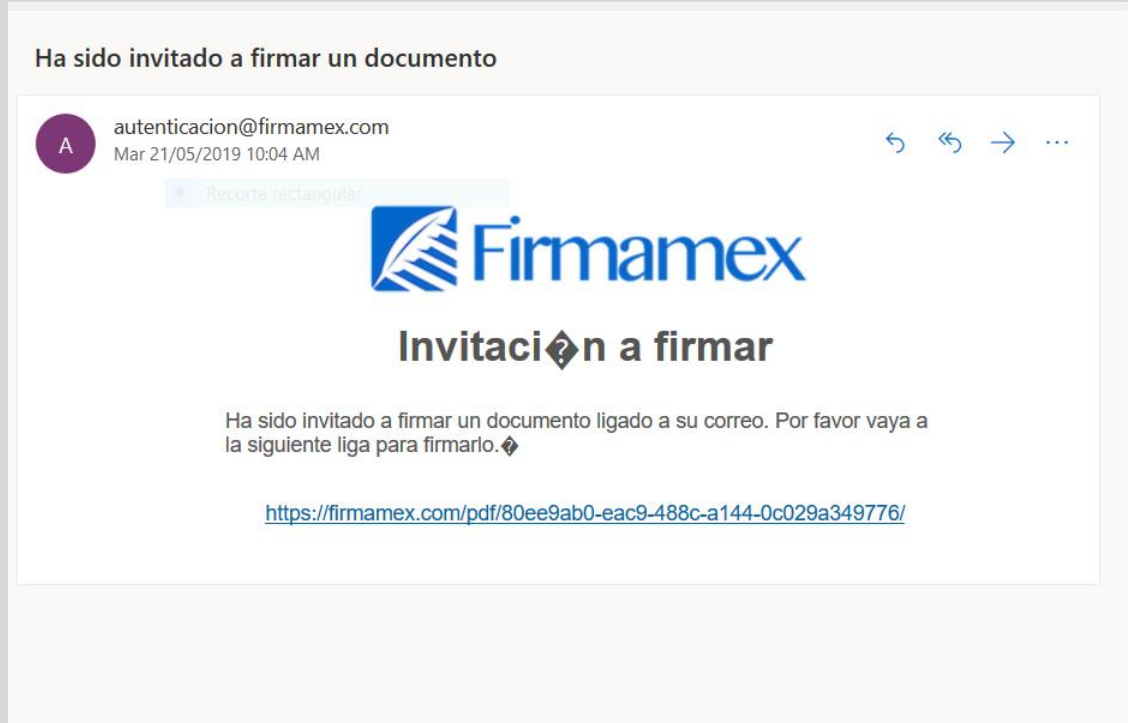 Ha sido invitado a firmar un documento
A
autenticacion@firmamex.com
Mar 21/05/2019 10:04 AM
Recorte rectangular
Firmamex
Invitaci�n a firmar
Ha sido invitado a firmar un documento ligado a su correo. Por favor vaya a
la siguiente liga para firmarlo.�
https://firmamex.com/pdf/80ee9ab0-eac9-488c-a144-0c029a349776/